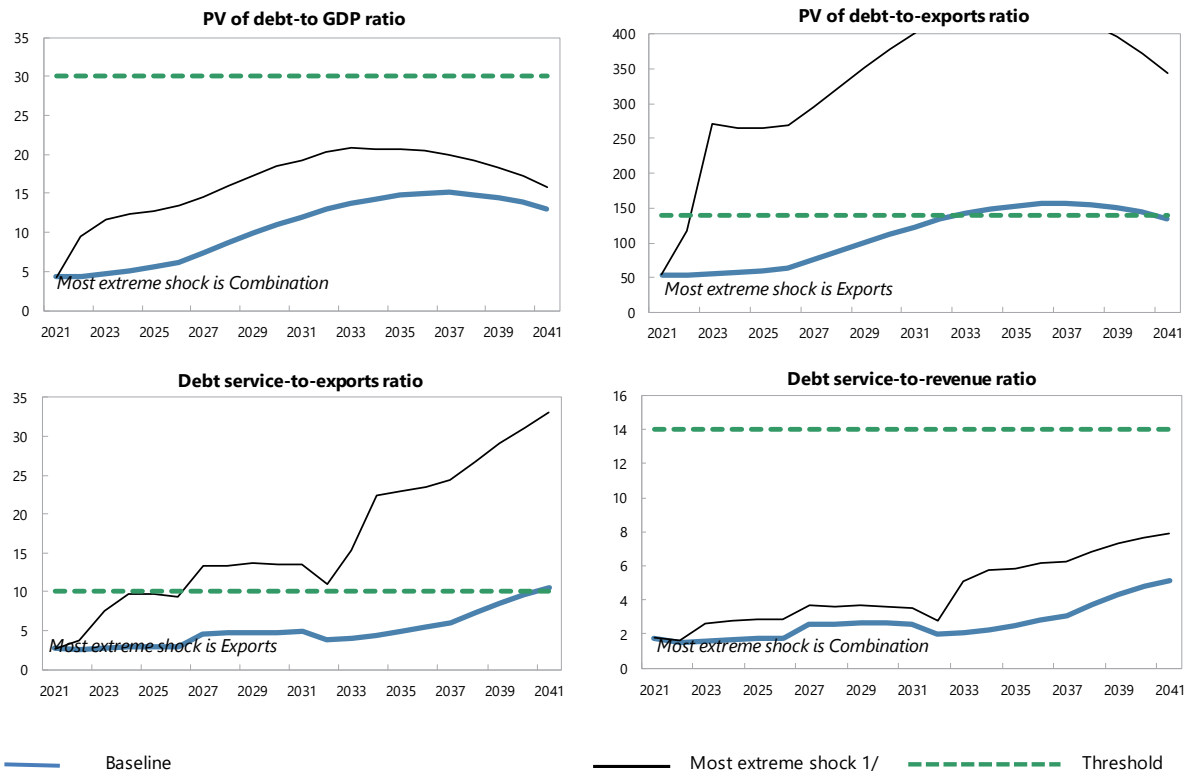 PV of debt-to GDP ratio
35
30
25
20
15
10
5
0
Most extreme shock is Combination
2021 2023 2025 2027 2029 2031 2033 2035 2037 2039 2041
PV of debt-to-exports ratio
400
350
300
250
200
150
100
50
0
Most extreme shock is Exports
2021 2023 2025 2027 2029 2031 2033 2035 2037 2039 2041
Debt service-to-exports ratio
35
30
25
20
15
10
5
0
Most extreme shock is Exports
2021 2023 2025 2027 2029 2031 2033 2035 2037 2039 2041
Debt service-to-revenue ratio
16
14
12
10
8
6
4
2
0
Most extreme shock is Combination
2021 2023 2025 2027 2029 2031 2033 2035 2037 2039 2041
Baseline
Most extreme shock 1/
Threshold